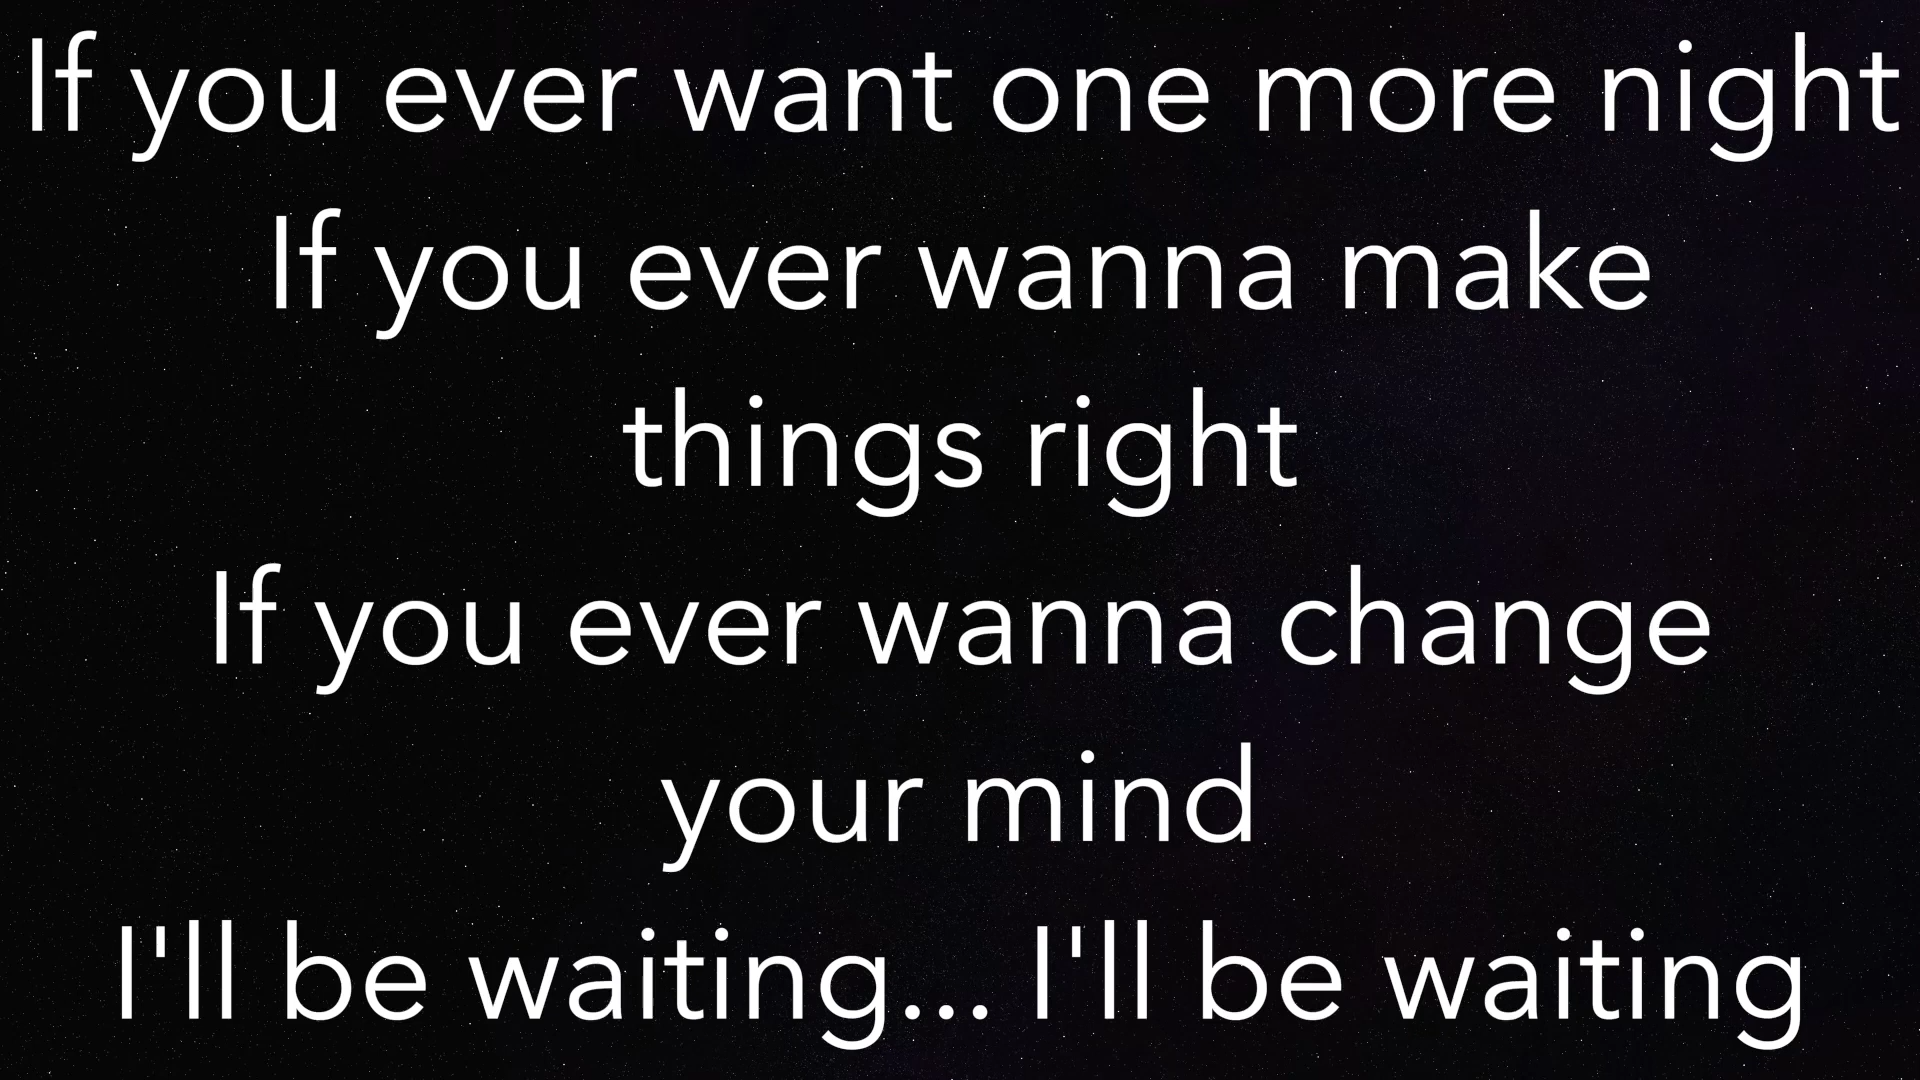 If you ever want one more night
If you ever wanna make
things right
If you ever wanna change
your mind
I'll be waiting... I'll be waiting